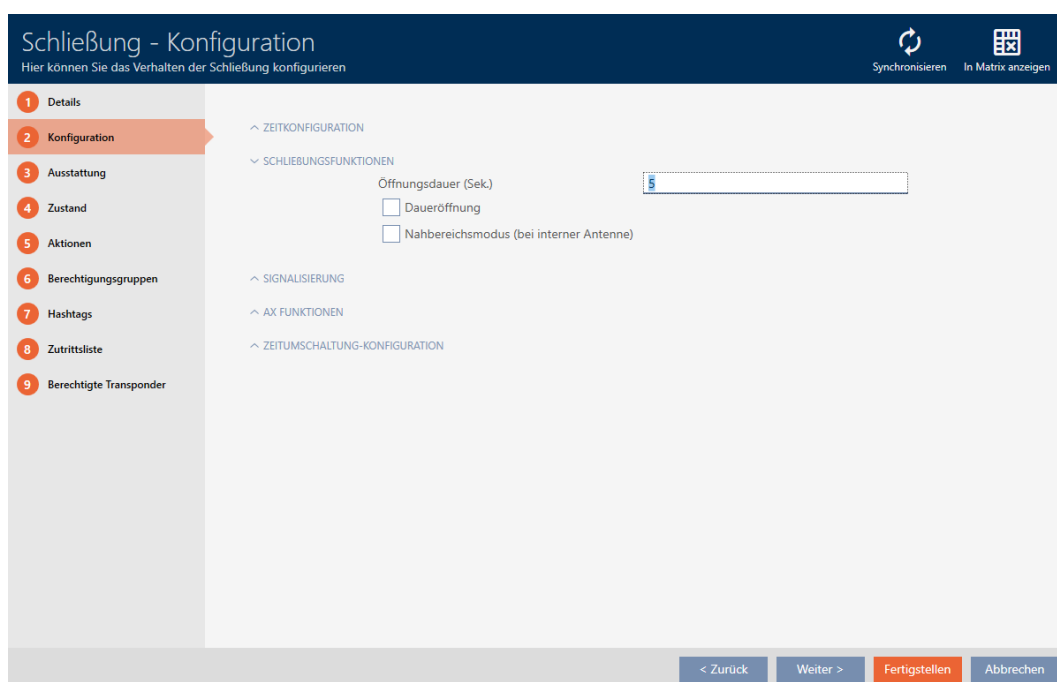 Schließung - Konfiguration
Hier können Sie das Verhalten der Schließung konfigurieren
Synchronisieren
In Matrix anzeigen
1 Details
2 Konfiguration
3 Ausstattung
4 Zustand
5 Aktionen
6 Berechtigungsgruppen
7 Hashtags
8 Zutrittsliste
9 Berechtigte Transponder
ZEITKONFIGURATION
SCHLIEßUNGSFUNKTIONEN
Öffnungsdauer (Sek.) 5
Daueröffnung
Nahbereichsmodus (bei interner Antenne)
SIGNALISIERUNG
AX FUNKTIONEN
ZEITUMSCHALTUNG-KONFIGURATION
< Zurück Weiter > Fertigstellen Abbrechen